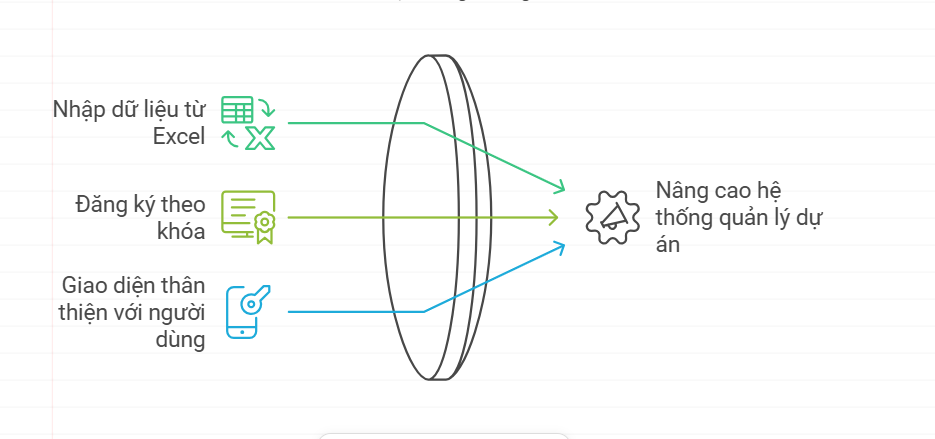 Nhập dữ liệu từ
Excel
Đăng ký theo
khóa
Giao diện thân
thiện với người
dùng
Nâng cao hệ
thống quản lý dự
án